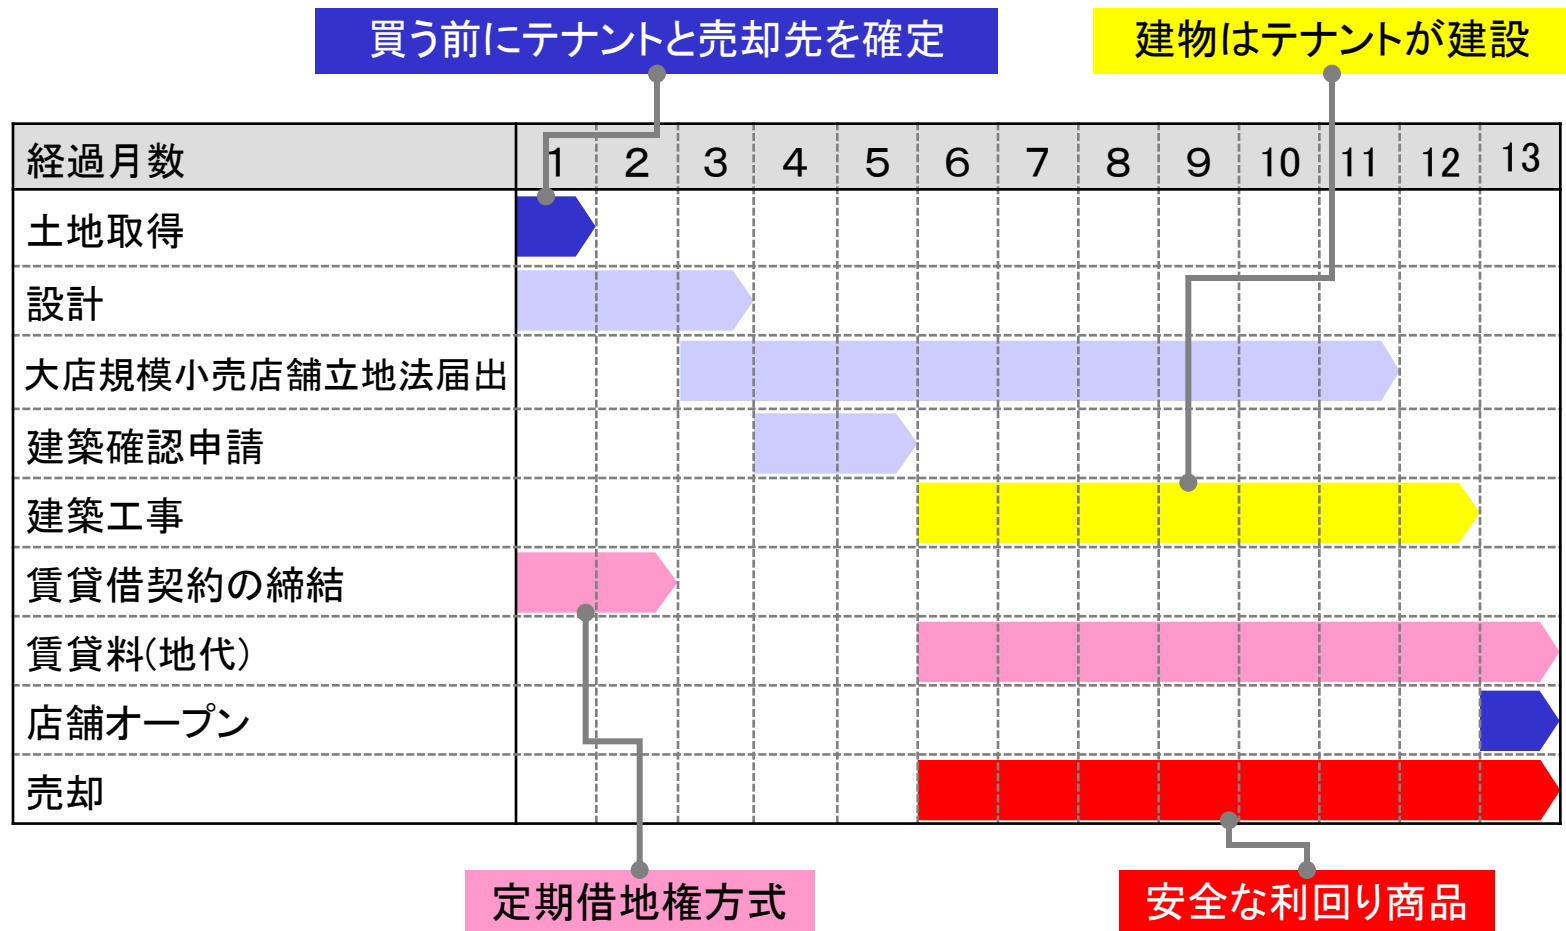 買う前にテナントと売却先を確定
建物はテナントが建設
経過月数 1 2 3 4 5 6 7 8 9 10 11 12 13
土地取得
設計
大店規模小売店舗立地法届出
建築確認申請
建築工事
賃貸借契約の締結
賃貸料(地代)
店舗オープン
売却
定期借地権方式
安全な利回り商品